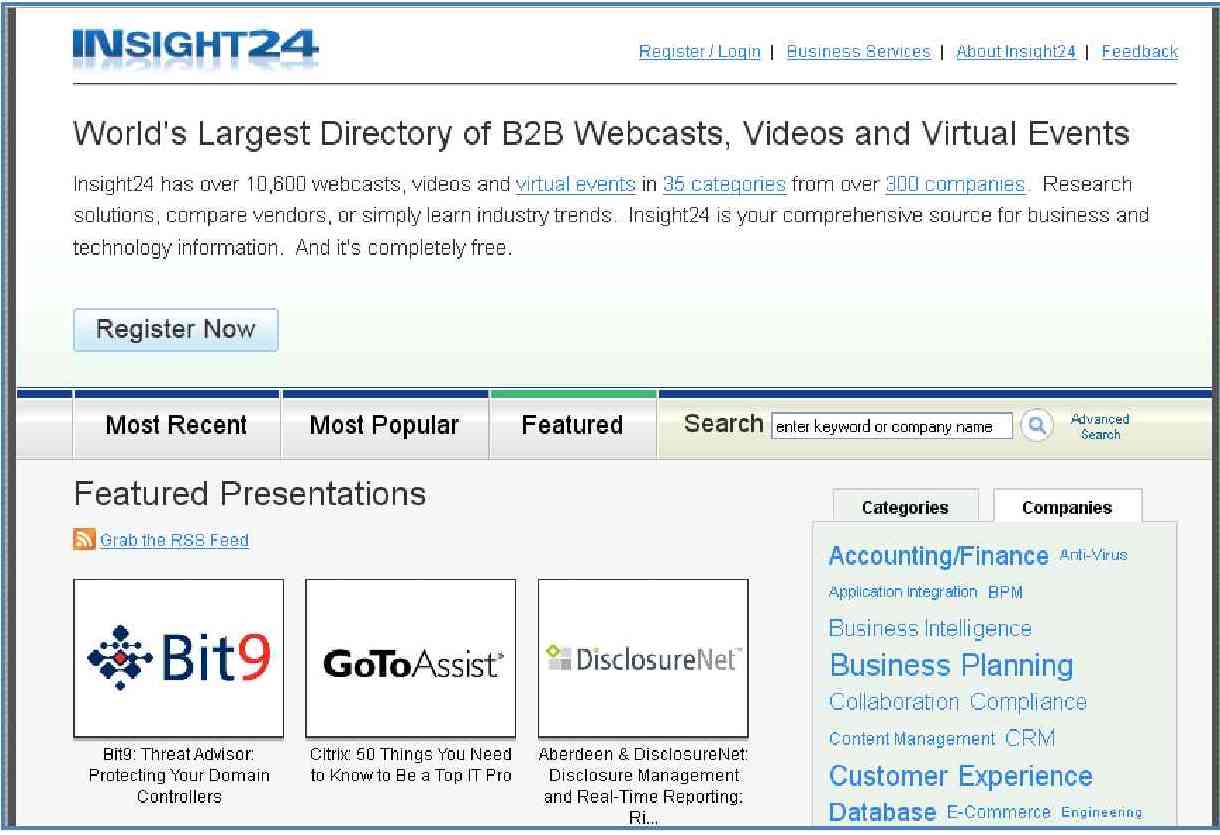 INSIGHT24
Register / Login | Business Services | About Insight24 | Feedback
World's Largest Directory of B2B Webcasts, Videos and Virtual Events
Insight24 has over 10,600 webcasts, videos and virtual events in 35 categories from over 300 companies. Research
solutions, compare vendors, or simply learn industry trends. Insight24 is your comprehensive source for business and
technology information. And it's completely free.
Register Now
Most Recent
Most Popular
Featured
Search
enter keyword or company name
Advanced
Search
Featured Presentations
Grab the RSS Feed
Bit9
GoToAssist
DisclosureNet™
Bit9: Threat Advisor:
Protecting Your Domain
Controllers
Citrix: 50 Things You Need
to Know to Be a Top IT Pro
Aberdeen & DisclosureNet:
Disclosure Management
and Real-Time Reporting:
Ri...
Categories
Companies
Accounting/Finance Anti-Virus
Application Integration BPM
Business Intelligence
Business Planning
Collaboration Compliance
Content Management CRM
Customer Experience
Database E-Commerce Engineering